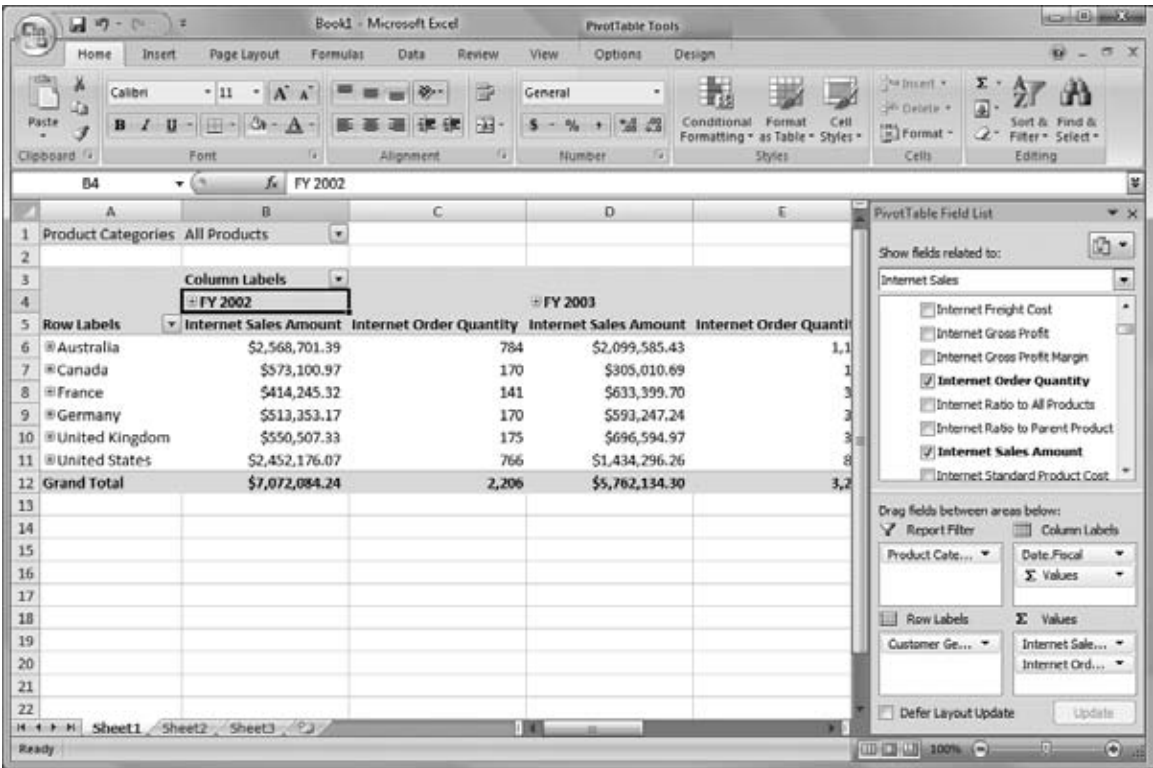 Book1 - Microsoft Excel PivotTable Tools
Home Insert Page Layout Formulas Data Review View Options Design
Paste Calibri 11 General Conditional Formatting Format as Table Cell Styles Insert Delete Format Sort & Filter Find & Select
B I U $ %
Clipboard Font Alignment Number Styles Cells Editing
B4 fx FY 2002
A B C D E
1 Product Categories All Products
2
3 Column Labels
4 FY 2002 FY 2003
5 Row Labels Internet Sales Amount Internet Order Quantity Internet Sales Amount Internet Order Quanti
6 Australia $2,568,701.39 784 $2,099,585.43 1,1
7 Canada $573,100.97 170 $305,010.69 1
8 France $414,245.32 141 $633,399.70 3
9 Germany $513,353.17 170 $593,247.24 3
10 United Kingdom $550,507.33 175 $696,594.97 3
11 United States $2,452,176.07 766 $1,434,296.26 8
12 Grand Total $7,072,084.24 2,206 $5,762,134.30 3,2
13
14
15
16
17
18
19
20
21
22
Sheet1 Sheet2 Sheet3
Ready 100%
PivotTable Field List
Show fields related to:
Internet Sales
Internet Freight Cost
Internet Gross Profit
Internet Gross Profit Margin
Internet Order Quantity
Internet Ratio to All Products
Internet Ratio to Parent Product
Internet Sales Amount
Internet Standard Product Cost
Drag fields between areas below:
Report Filter Column Labels
Product Cate... Date.Fiscal
Σ Values
Row Labels Σ Values
Customer Ge... Internet Sale...
Internet Ord...
Defer Layout Update Update